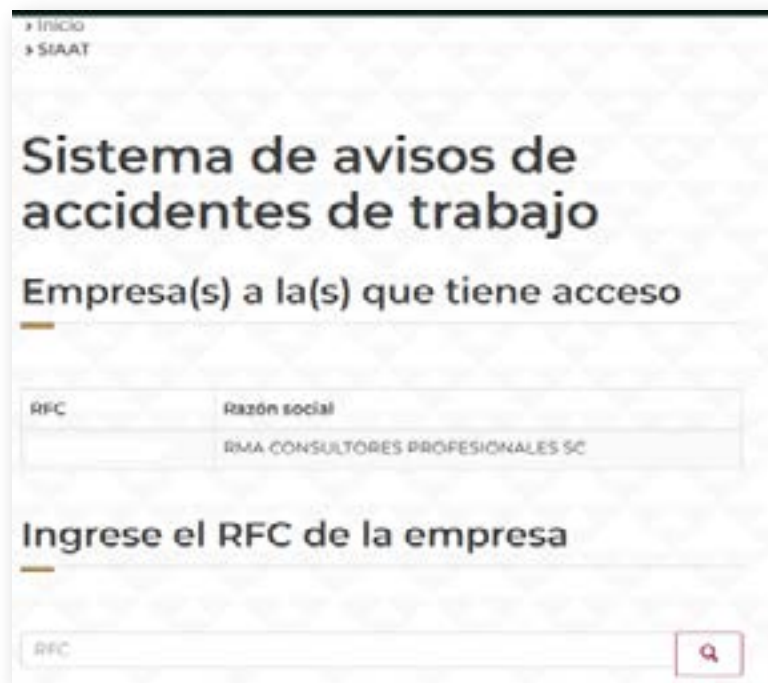 › Inicio
› SIAAT
Sistema de avisos de
accidentes de trabajo
Empresa(s) a la(s) que tiene acceso
RFC Razón social
RMA CONSULTORES PROFESIONALES SC
Ingrese el RFC de la empresa
RFC